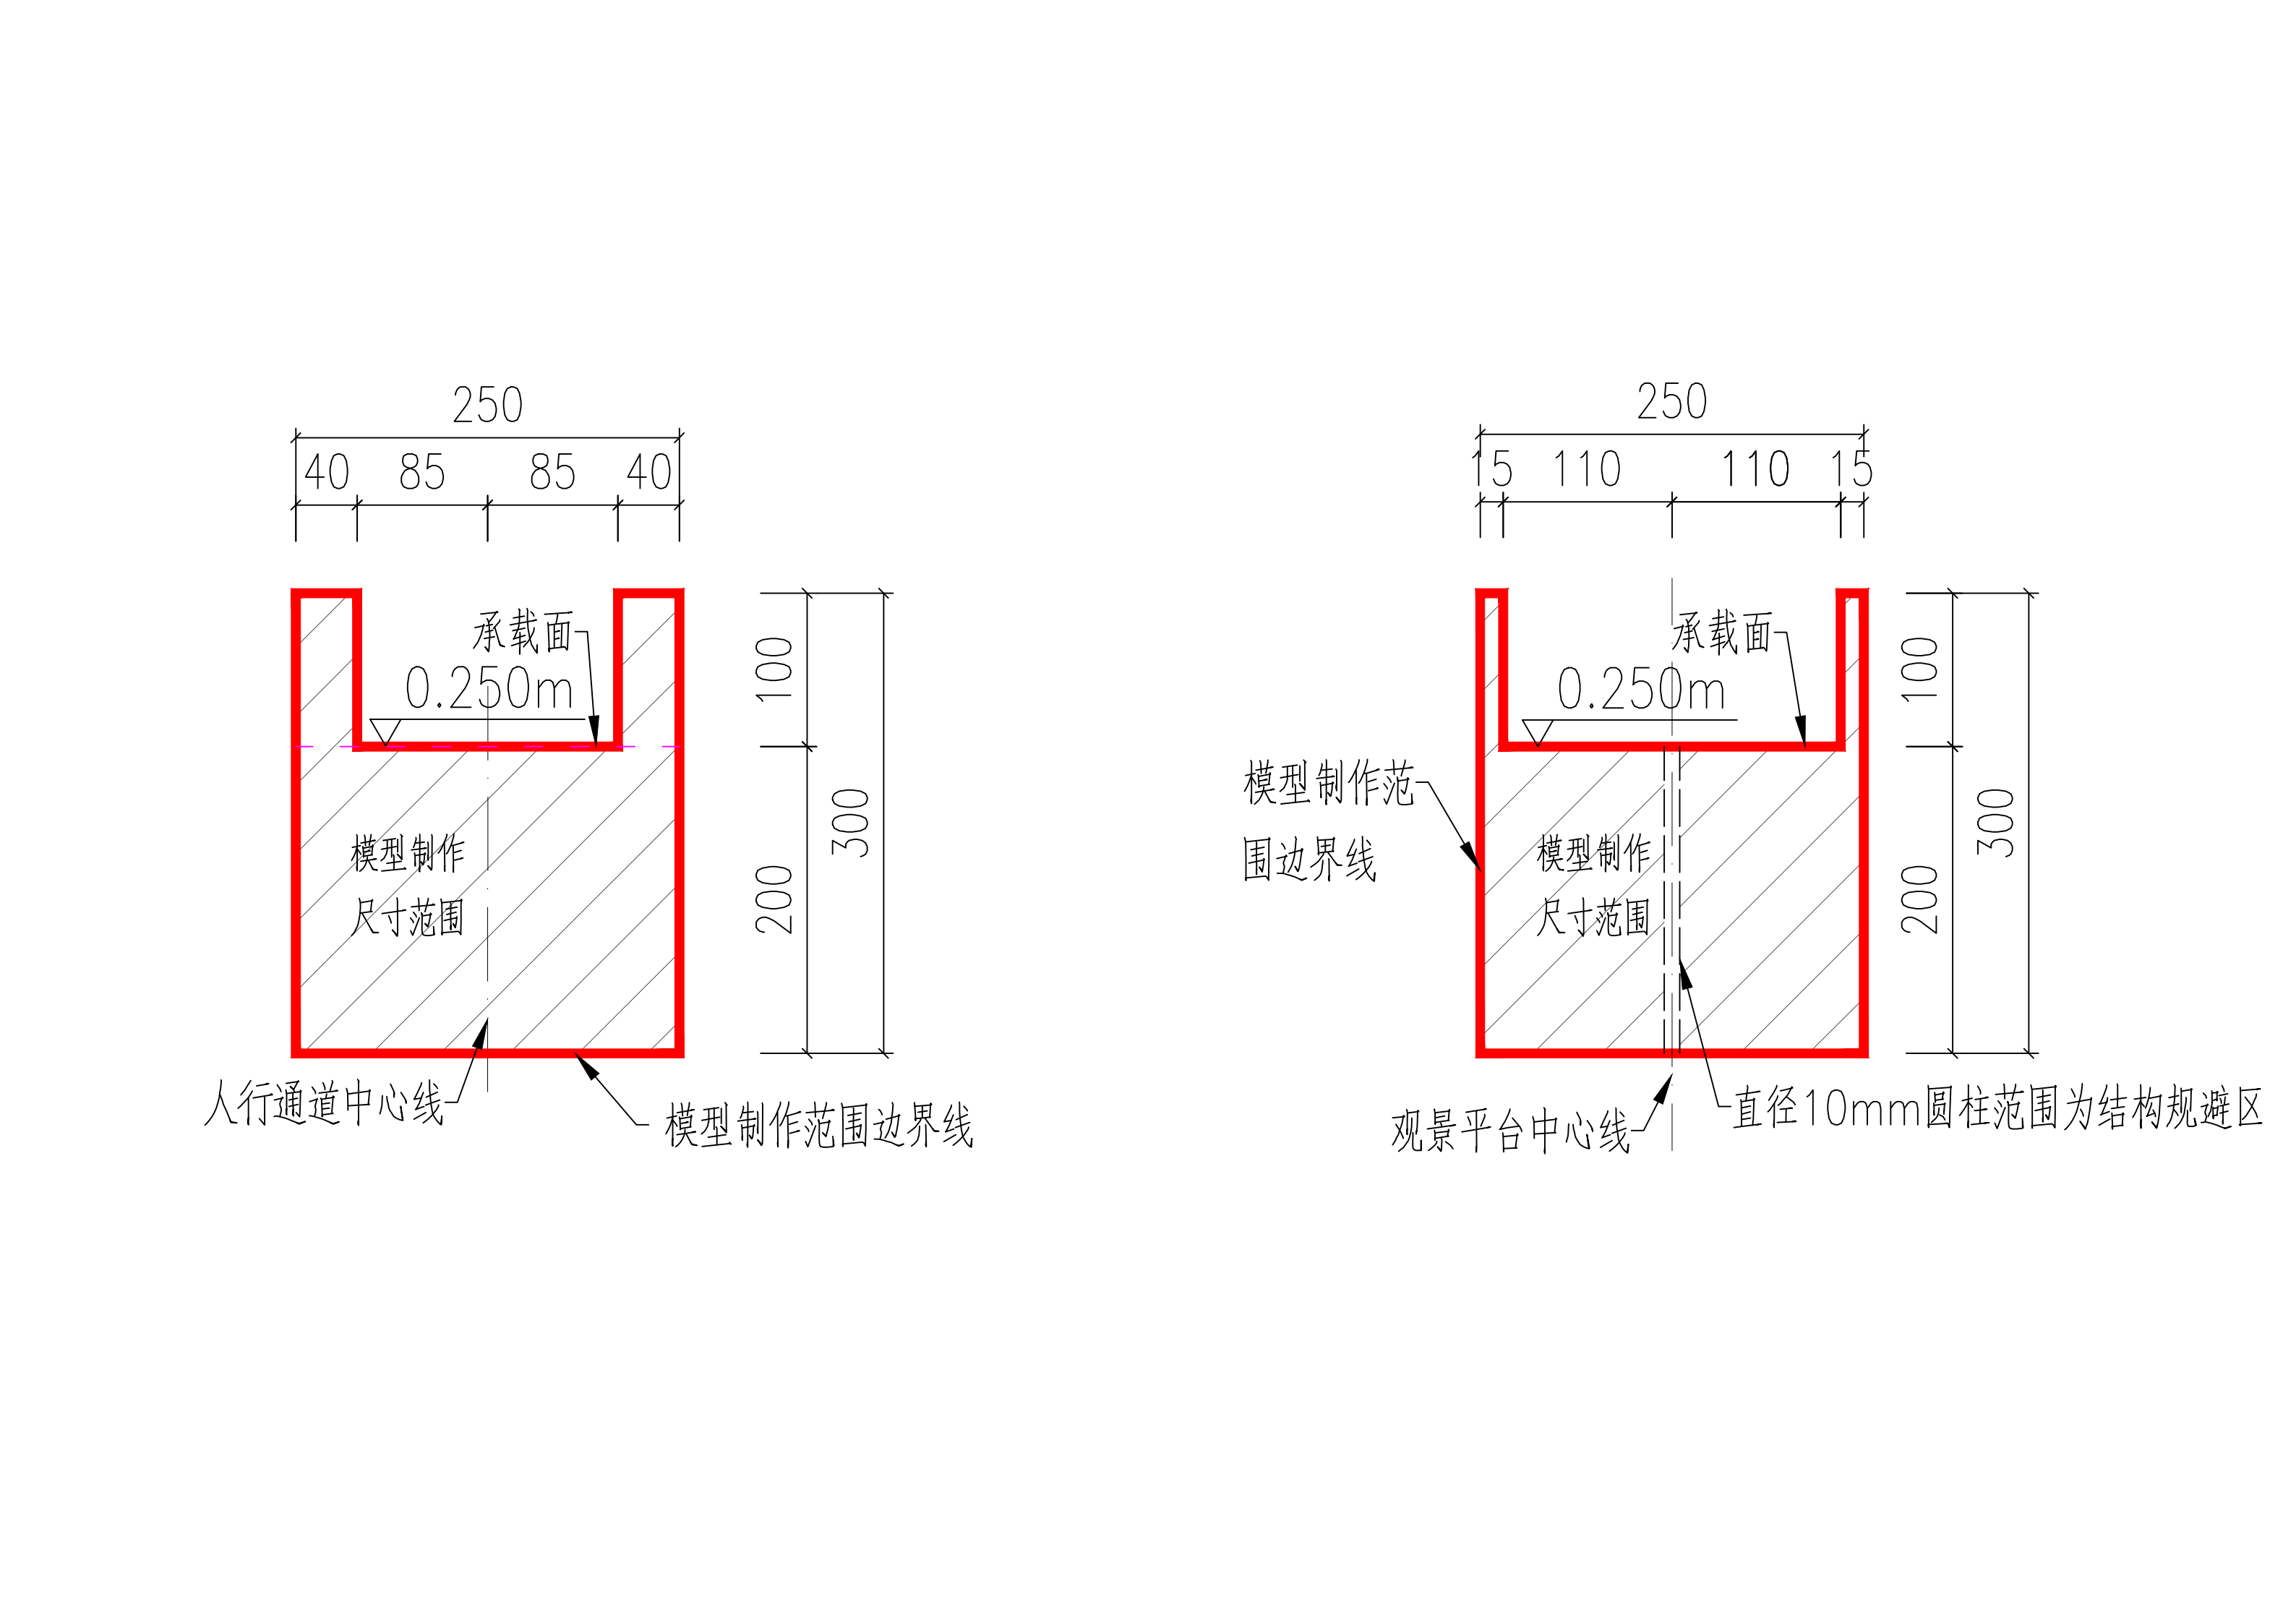 250
40
85
85
40
承载面
0.250m
100
300
200
模型制作
尺寸范围
人行通道中心线
模型制作范围边界线
250
15
110
110
15
承载面
0.250m
100
300
200
模型制作范
围边界线
模型制作
尺寸范围
观景平台中心线
直径10mm圆柱范围为结构规避区